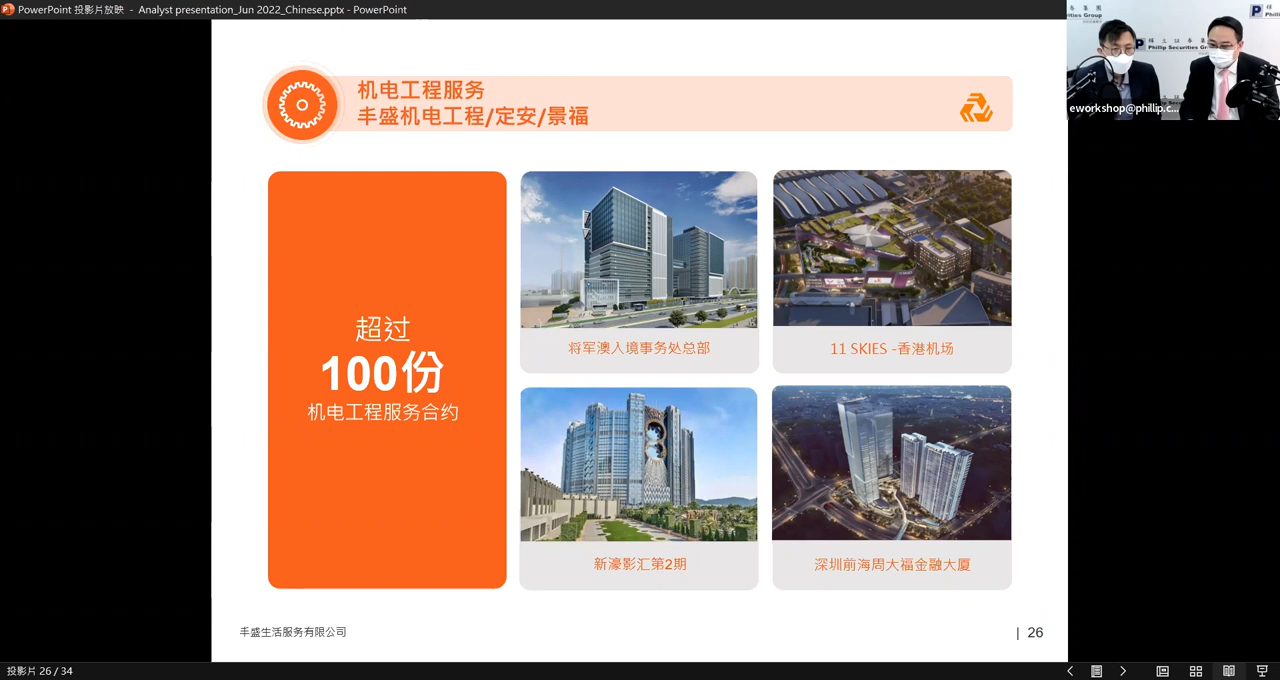 PowerPoint 投影片放映 - Analyst presentation_Jun 2022_Chinese.pptx - PowerPoint
机电工程服务
丰盛机电工程/定安/景福
超过
100份
机电工程服务合约
将军澳入境事务处总部
11 SKIES -香港机场
新濠影汇第2期
深圳前海周大福金融大厦
丰盛生活服务有限公司
| 26
投影片 26 / 34
Phillip Securities
eworkshop@phillip.c...